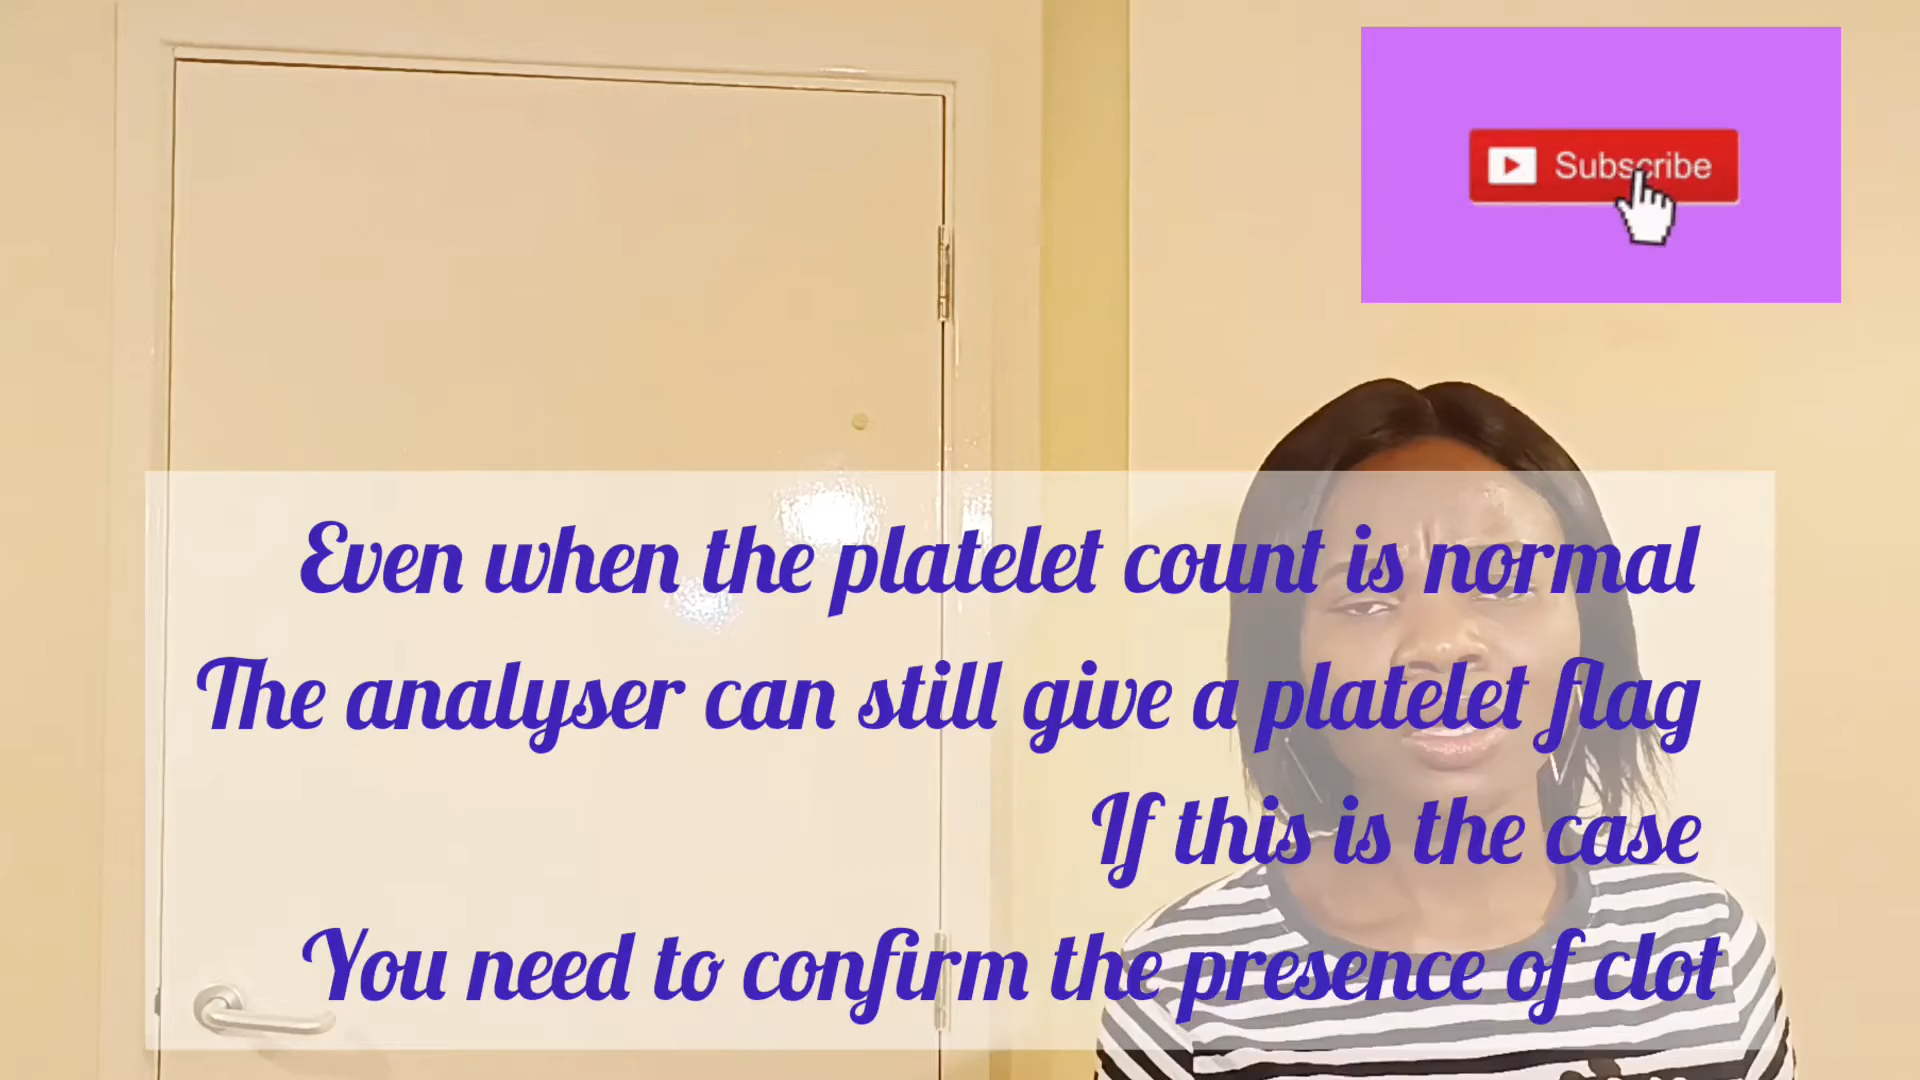 Subscribe
Even when the platelet count is normal
The analyser can still give a platelet flag
If this is the case
You need to confirm the presence of clot